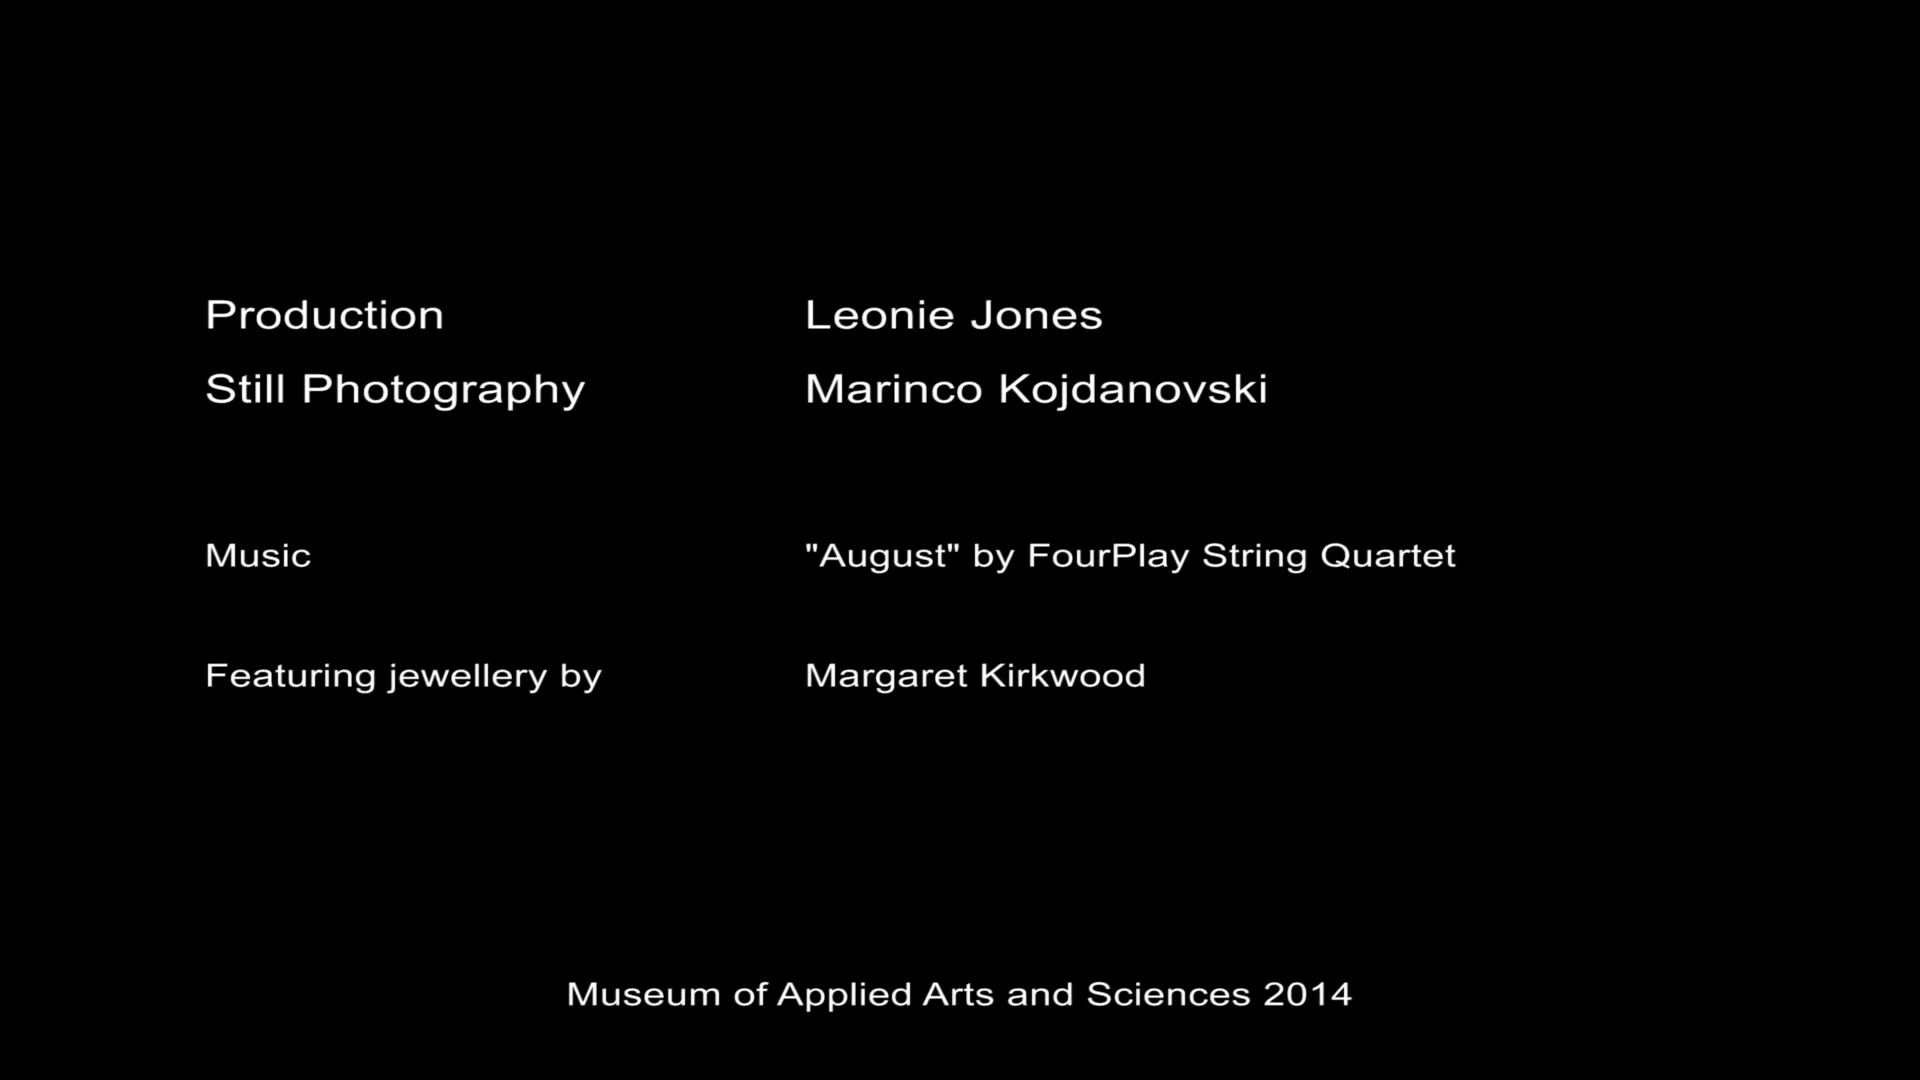 Production Leonie Jones
Still Photography Marinco Kojdanovski
Music "August" by FourPlay String Quartet
Featuring jewellery by Margaret Kirkwood
Museum of Applied Arts and Sciences 2014